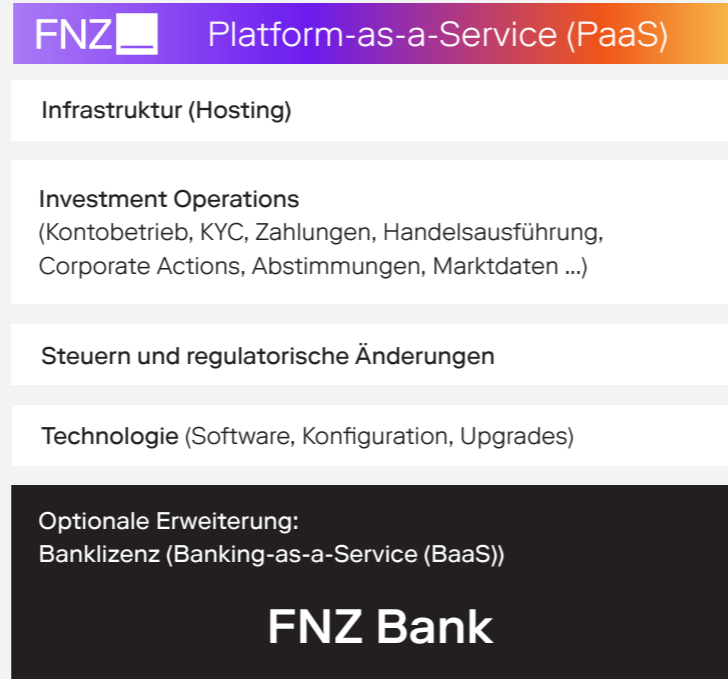 FNZ Platform-as-a-Service (PaaS)
Infrastruktur (Hosting)
Investment Operations
(Kontobetrieb, KYC, Zahlungen, Handelsausführung,
Corporate Actions, Abstimmungen, Marktdaten ...)
Steuern und regulatorische Änderungen
Technologie (Software, Konfiguration, Upgrades)
Optionale Erweiterung:
Banklizenz (Banking-as-a-Service (BaaS))
FNZ Bank